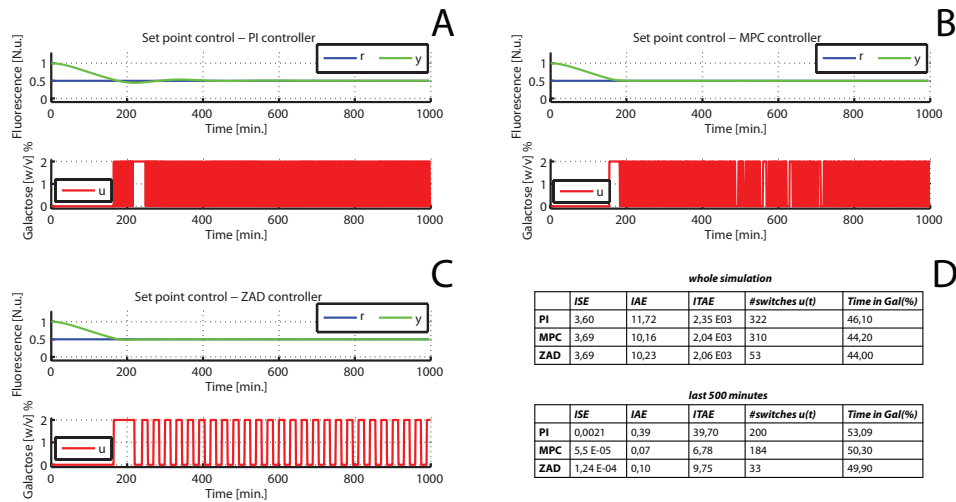 A
Set point control – PI controller
r y
Fluorescence [N.u.]
1
0.5
0
0 200 400 600 800 1000
Time [min.]
Galactose [w/v] %
2
1
0
u
0 200 400 600 800 1000
Time [min.]
B
Set point control – MPC controller
r y
Fluorescence [N.u.]
1
0.5
0
0 200 400 600 800 1000
Time [min.]
Galactose [w/v] %
2
1
0
u
0 200 400 600 800 1000
Time [min.]
C
Set point control – ZAD controller
r y
Fluorescence [N.u.]
1
0.5
0
0 200 400 600 800 1000
Time [min.]
Galactose [w/v] %
2
1
0
u
0 200 400 600 800 1000
Time [min.]
D
whole simulation
ISE IAE ITAE #switches u(t) Time in Gal(%)
PI 3,60 11,72 2,35 E03 322 46,10
MPC 3,69 10,16 2,04 E03 310 44,20
ZAD 3,69 10,23 2,06 E03 53 44,00
last 500 minutes
ISE IAE ITAE #switches u(t) Time in Gal(%)
PI 0,0021 0,39 39,70 200 53,09
MPC 5,5 E-05 0,07 6,78 184 50,30
ZAD 1,24 E-04 0,10 9,75 33 49,90